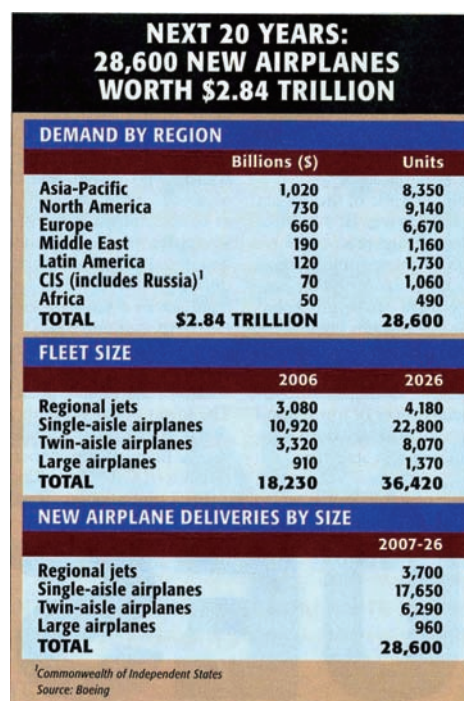 NEXT 20 YEARS:
28,600 NEW AIRPLANES
WORTH $2.84 TRILLION
DEMAND BY REGION
Billions ($) Units
Asia-Pacific 1,020 8,350
North America 730 9,140
Europe 660 6,670
Middle East 190 1,160
Latin America 120 1,730
CIS (includes Russia)¹ 70 1,060
Africa 50 490
TOTAL $2.84 TRILLION 28,600
FLEET SIZE
2006 2026
Regional jets 3,080 4,180
Single-aisle airplanes 10,920 22,800
Twin-aisle airplanes 3,320 8,070
Large airplanes 910 1,370
TOTAL 18,230 36,420
NEW AIRPLANE DELIVERIES BY SIZE
2007-26
Regional jets 3,700
Single-aisle airplanes 17,650
Twin-aisle airplanes 6,290
Large airplanes 960
TOTAL 28,600
¹Commonwealth of Independent States
Source: Boeing